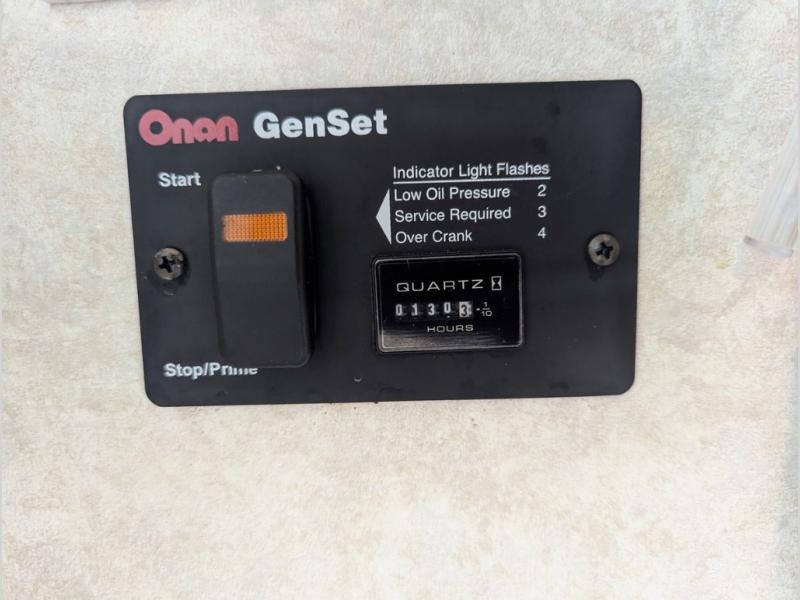 Onan GenSet
Start
Indicator Light Flashes
Low Oil Pressure 2
Service Required 3
Over Crank 4
QUARTZ
01303 1/10
HOURS
Stop/Prime